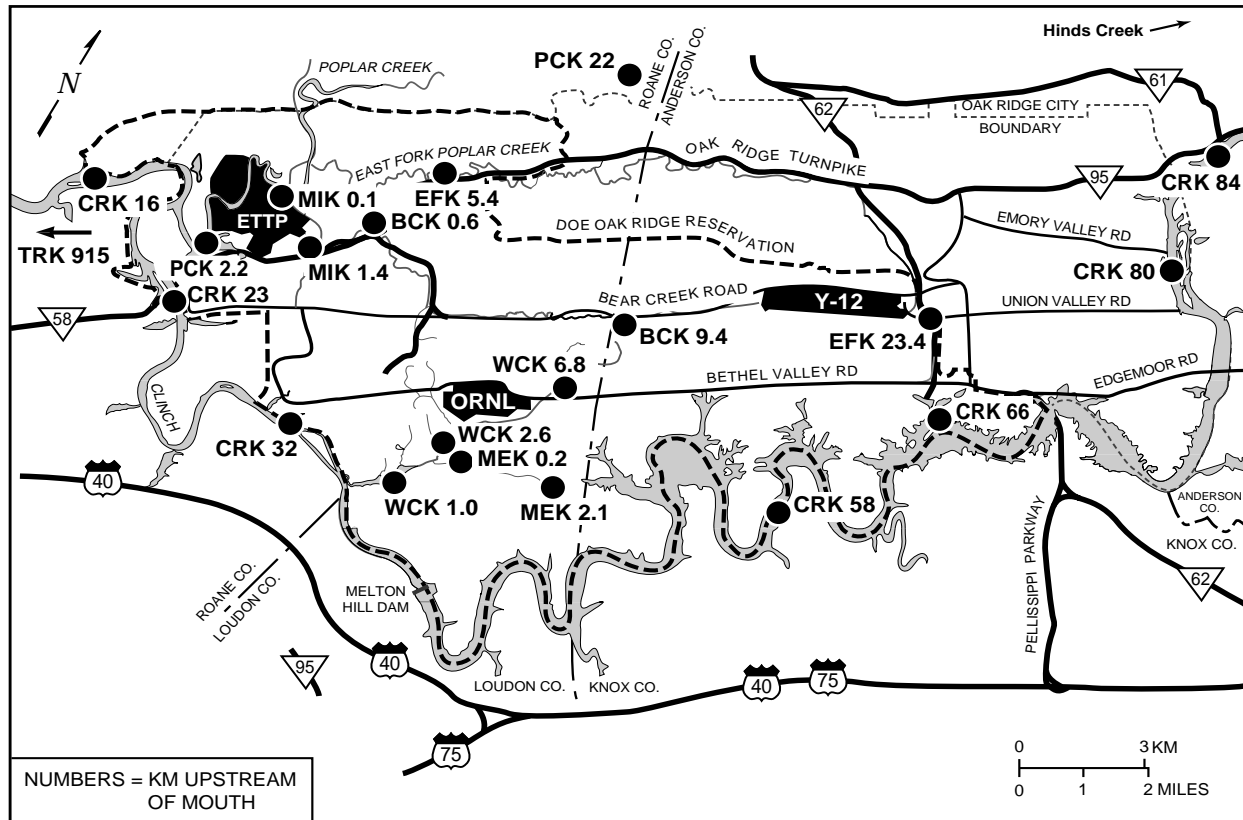 Hinds Creek
N
POPLAR CREEK
PCK 22
ROANE CO.
ANDERSON CO.
62
61
OAK RIDGE CITY
BOUNDARY
OAK RIDGE TURNPIKE
EAST FORK POPLAR CREEK
95
CRK 84
CRK 16
MIK 0.1
EFK 5.4
ETTP
BCK 0.6
DOE OAK RIDGE RESERVATION
EMORY VALLEY RD
TRK 915
PCK 2.2
MIK 1.4
CRK 80
CRK 23
58
BEAR CREEK ROAD
Y-12
UNION VALLEY RD
BCK 9.4
EFK 23.4
WCK 6.8
BETHEL VALLEY RD
EDGEMOOR RD
CLINCH
ORNL
CRK 66
CRK 32
WCK 2.6
MEK 0.2
40
WCK 1.0
MEK 2.1
CRK 58
ANDERSON
CO.
KNOX CO.
PELLISSIPPI PARKWAY
62
ROANE CO.
LOUDON CO.
MELTON
HILL DAM
95
40
LOUDON CO.
KNOX CO.
40
75
75
NUMBERS = KM UPSTREAM
OF MOUTH
0 3 KM
0 1 2 MILES